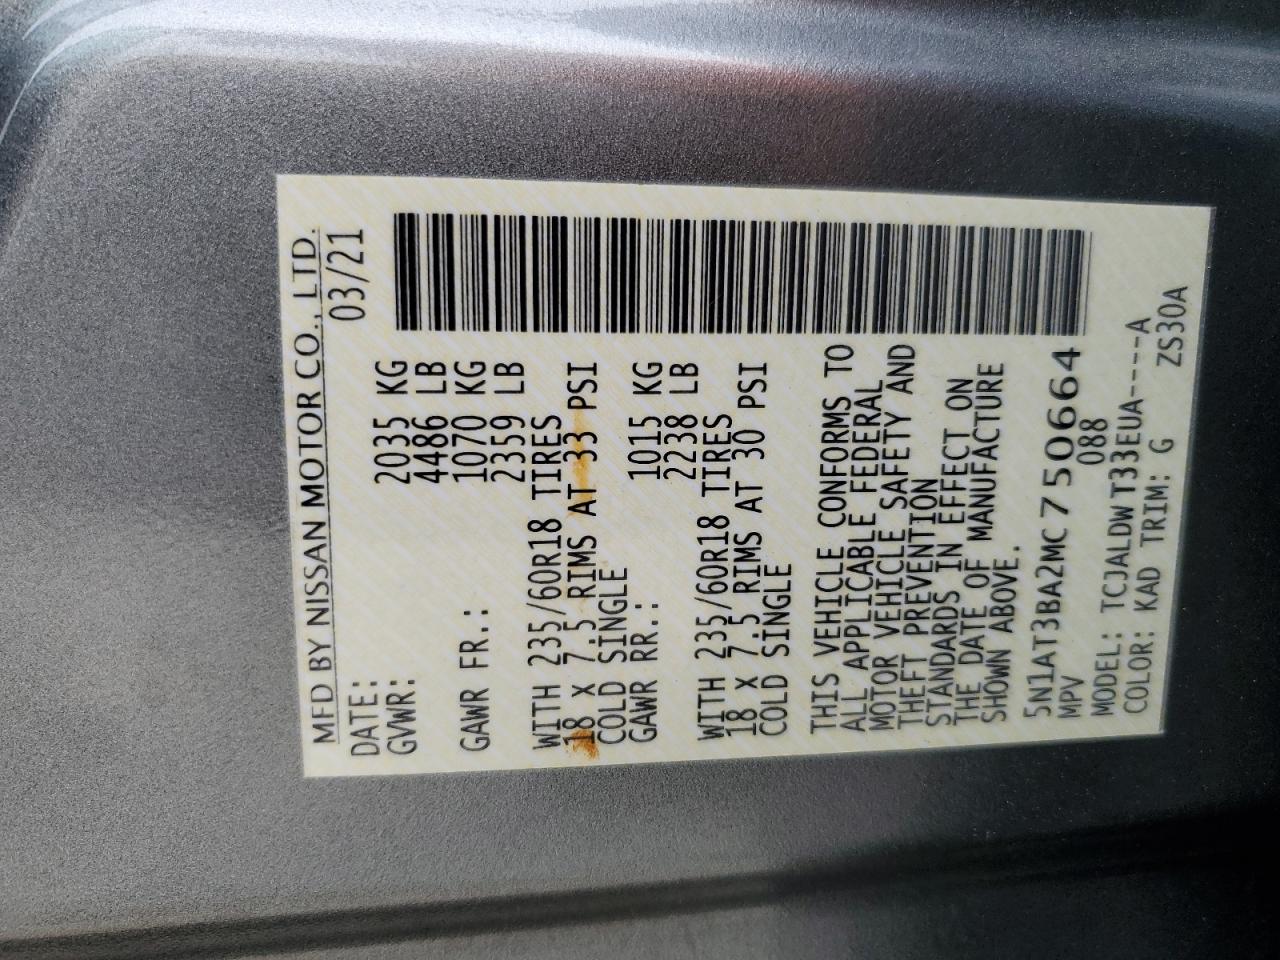 MFD BY NISSAN MOTOR CO., LTD.
DATE: 03/21
GVWR: 2035 KG
4486 LB
GAWR FR.: 1070 KG
2359 LB
WITH 235/60R18 TIRES
18 X 7.5 RIMS AT 33 PSI
COLD SINGLE
GAWR RR.: 1015 KG
2238 LB
WITH 235/60R18 TIRES
18 X 7.5 RIMS AT 30 PSI
COLD SINGLE
THIS VEHICLE CONFORMS TO
ALL APPLICABLE FEDERAL
MOTOR VEHICLE SAFETY AND
THEFT PREVENTION
STANDARDS IN EFFECT ON
THE DATE OF MANUFACTURE
SHOWN ABOVE.
5N1AT3BA2MC750664
MPV 088
MODEL: TCJALDWT33EUA-----A
COLOR: KAD TRIM: G ZS30A